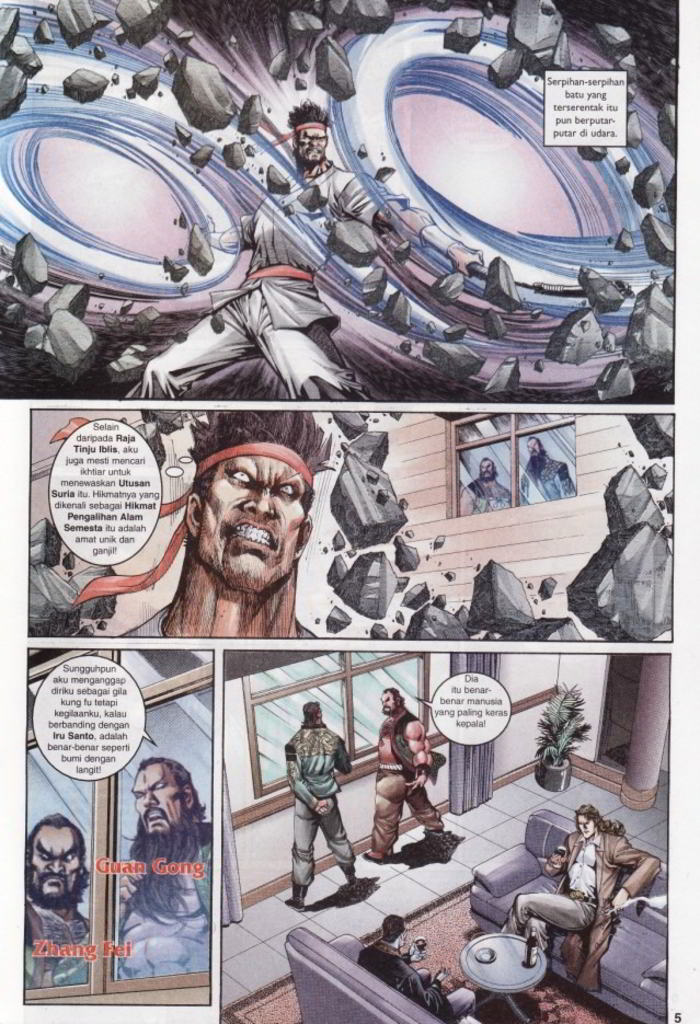 Serpihan-serpihan
batu yang
terserentak itu
pun berputar-
putar di udara.
Selain
daripada Raja
Tinju Iblis, aku
juga mesti mencari
ikhtiar untuk
menewaskan Utusan
Suria itu. Hikmatnya yang
dikenali sebagai Hikmat
Pengalihan Alam
Semesta itu adalah
amat unik dan
ganjil!
Sungguhpun
aku menganggap
diriku sebagai gila
kung fu tetapi
kegilaanku, kalau
berbanding dengan
Iru Santo, adalah
benar-benar seperti
bumi dengan
langit!
Guan Gong
Zhang Fei
Dia
itu benar-
benar manusia
yang paling keras
kepala!
5